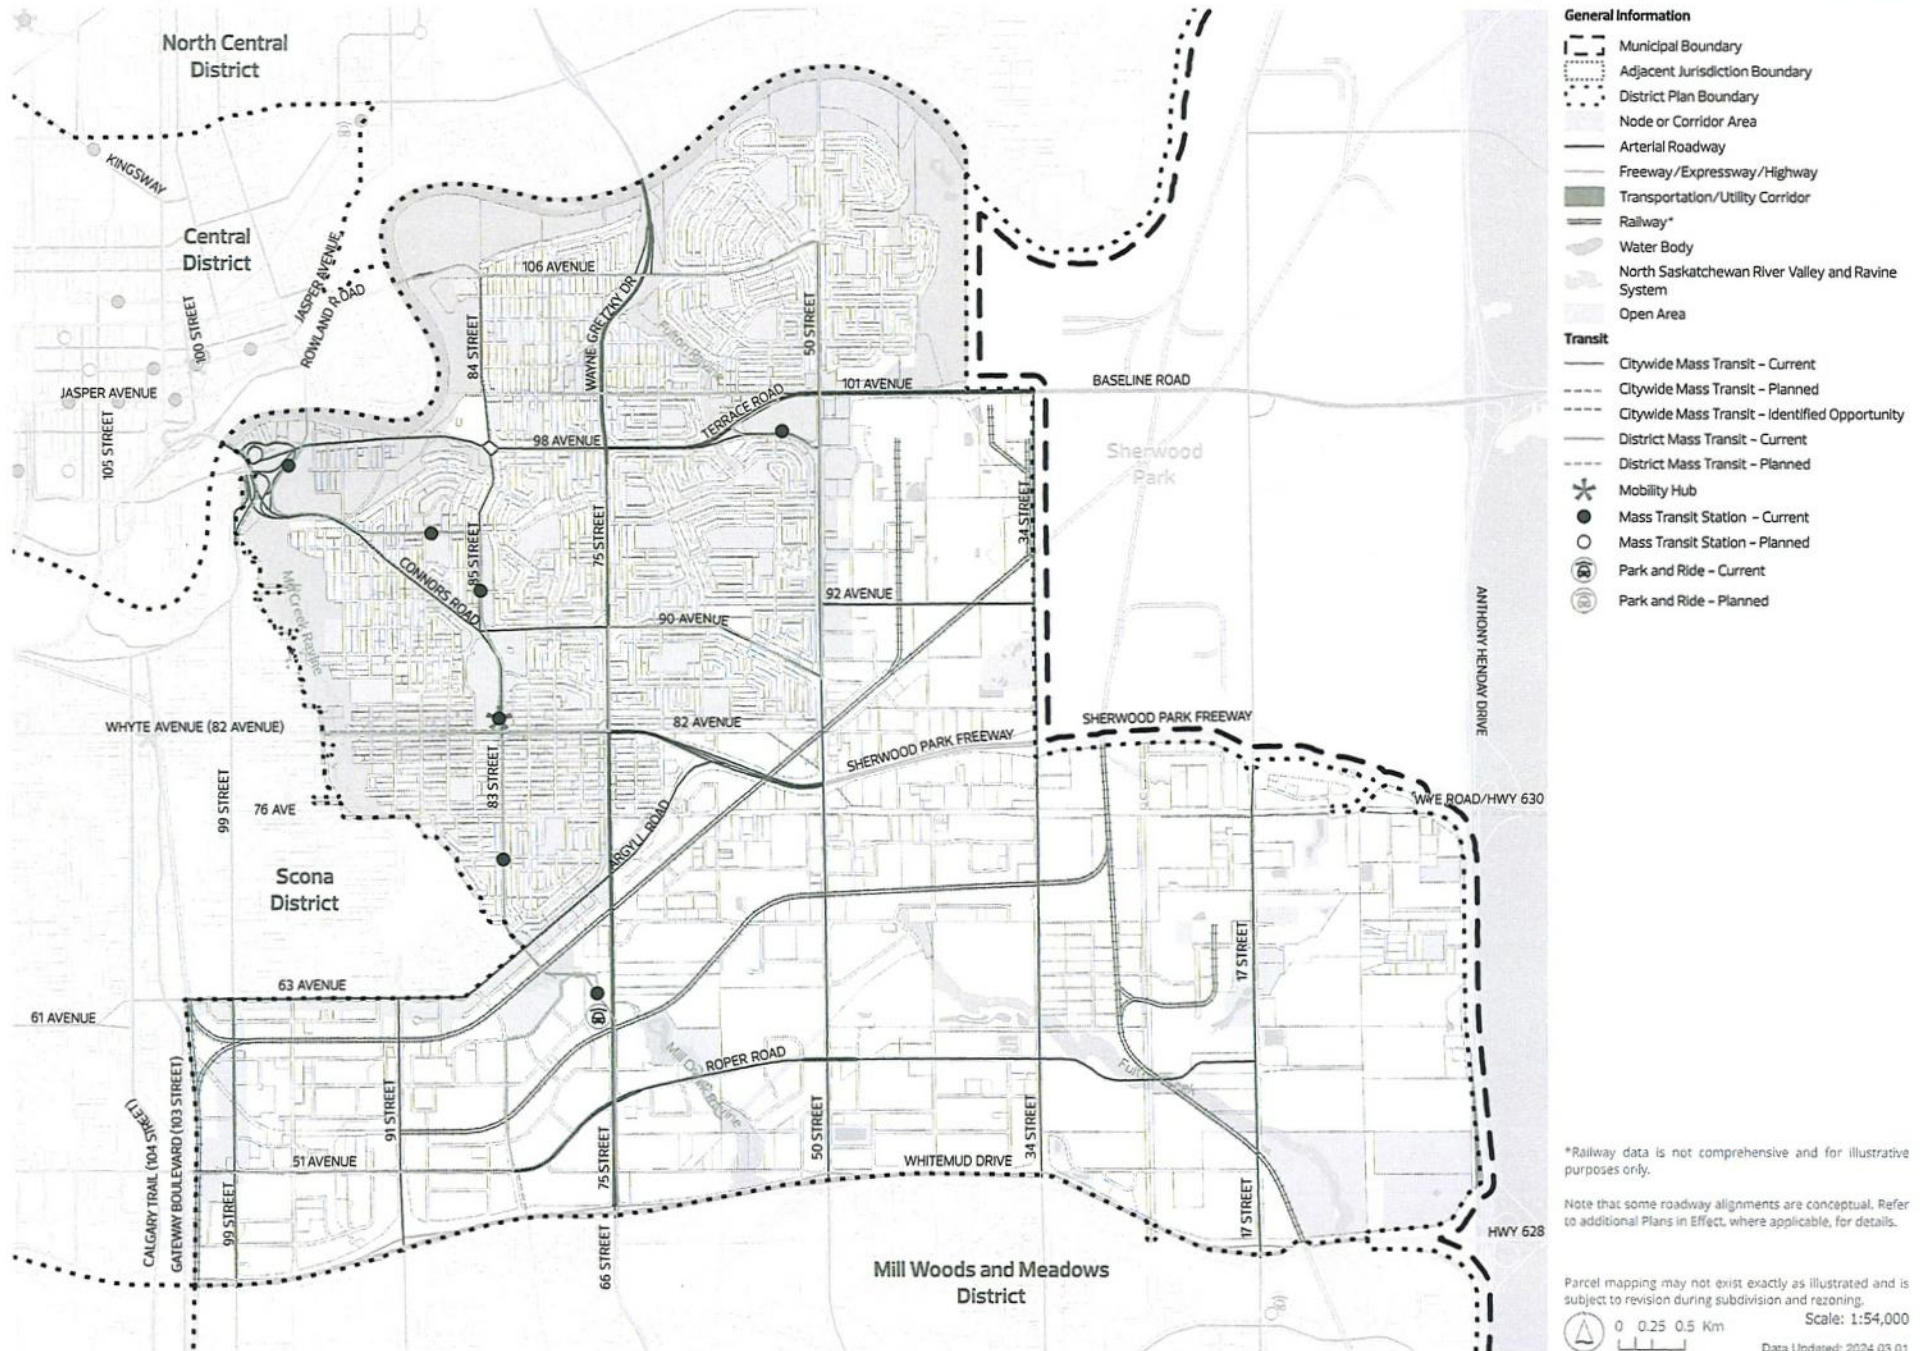 North Central
District
KINGSWAY
Central
District
JASPER AVENUE
ROWLAND ROAD
100 STREET
JASPER AVENUE
105 STREET
106 AVENUE
84 STREET
WAYNE GRETZKY DR
Fulton Ravine
50 STREET
101 AVENUE
BASELINE ROAD
TERRACE ROAD
98 AVENUE
Sherwood
Park
34 STREET
75 STREET
85 STREET
CONNORS ROAD
Mill Creek Ravine
92 AVENUE
90 AVENUE
ANTHONY HENDAY DRIVE
WHYTE AVENUE (82 AVENUE)
82 AVENUE
SHERWOOD PARK FREEWAY
SHERWOOD PARK FREEWAY
83 STREET
99 STREET
76 AVE
ARGYLL ROAD
WYE ROAD/HWY 630
Scona
District
17 STREET
63 AVENUE
61 AVENUE
ROPER ROAD
91 STREET
50 STREET
34 STREET
CALGARY TRAIL (104 STREET)
GATEWAY BOULEVARD (103 STREET)
51 AVENUE
75 STREET
WHITEMUD DRIVE
99 STREET
17 STREET
66 STREET
HWY 628
Mill Woods and Meadows
District
General Information
Municipal Boundary
Adjacent Jurisdiction Boundary
District Plan Boundary
Node or Corridor Area
Arterial Roadway
Freeway/Expressway/Highway
Transportation/Utility Corridor
Railway*
Water Body
North Saskatchewan River Valley and Ravine
System
Open Area
Transit
Citywide Mass Transit - Current
Citywide Mass Transit - Planned
Citywide Mass Transit - Identified Opportunity
District Mass Transit - Current
District Mass Transit - Planned
Mobility Hub
Mass Transit Station - Current
Mass Transit Station - Planned
Park and Ride - Current
Park and Ride - Planned
*Railway data is not comprehensive and for illustrative
purposes only.
Note that some roadway alignments are conceptual. Refer
to additional Plans in Effect, where applicable, for details.
Parcel mapping may not exist exactly as illustrated and is
subject to revision during subdivision and rezoning.
0 0.25 0.5 Km
Scale: 1:54,000
Data Updated: 2024.03.01